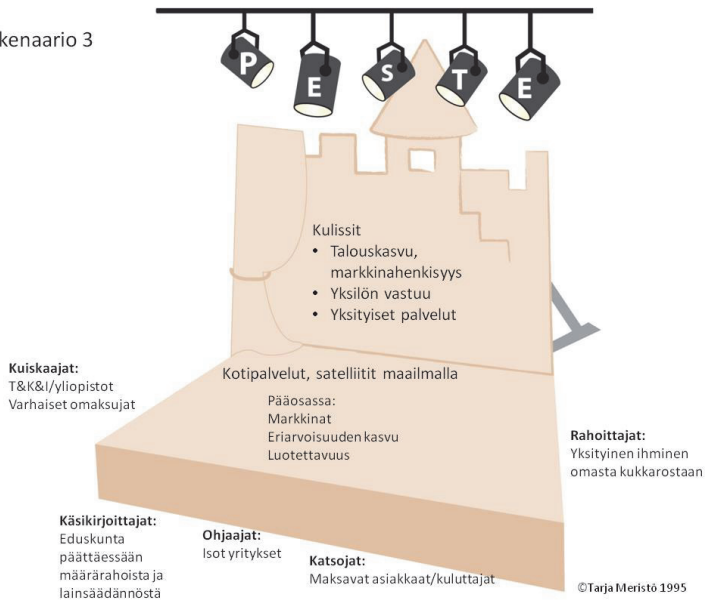 kenaario 3
P E S T E
Kulissit
• Talouskasvu,
markkinahenkisyys
• Yksilön vastuu
• Yksityiset palvelut
Kotipalvelut, satelliitit maailmalla
Pääosassa:
Markkinat
Eriarvoisuuden kasvu
Luotettavuus
Kuiskaajat:
T&K&I/yliopistot
Varhaiset omaksujat
Rahoittajat:
Yksityinen ihminen
omasta kukkarostaan
Käsikirjoittajat:
Eduskunta
päättäessään
määrärahoista ja
lainsäädännöstä
Ohjaajat:
Isot yritykset
Katsojat:
Maksavat asiakkaat/kuluttajat
©Tarja Meristö 1995